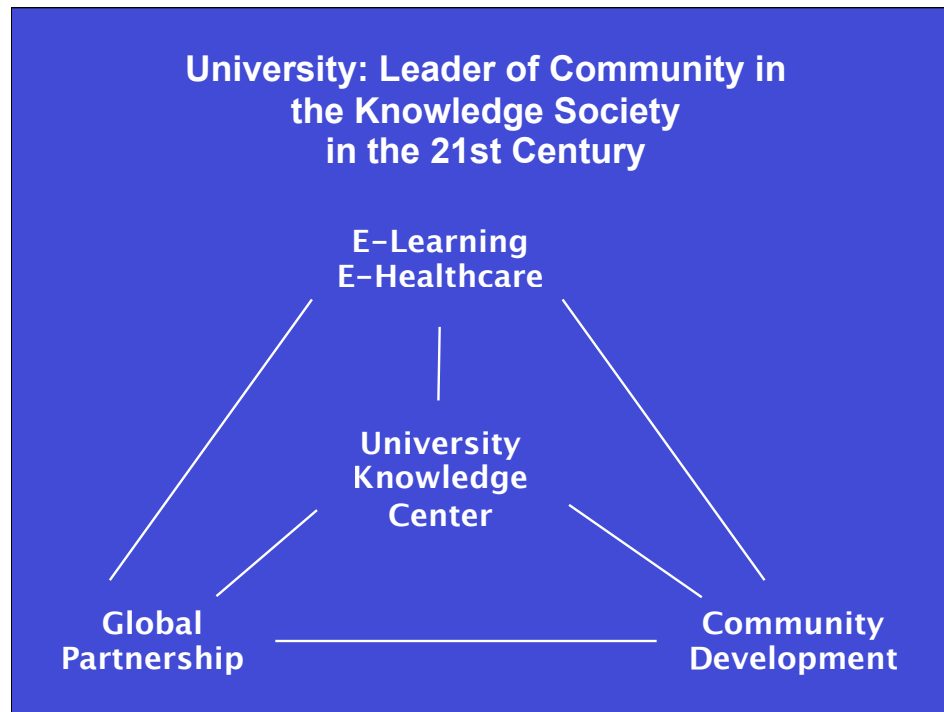 University: Leader of Community in
the Knowledge Society
in the 21st Century
E-Learning
E-Healthcare
University
Knowledge
Center
Global
Partnership
Community
Development